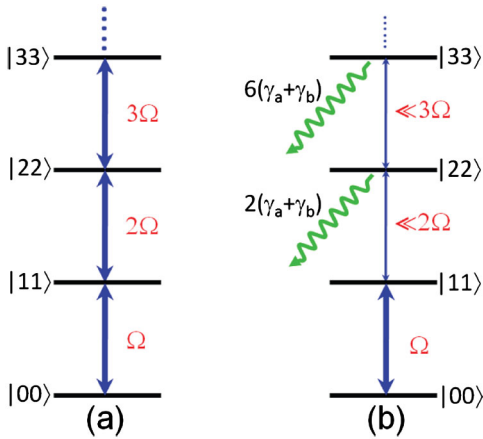 |33⟩
3Ω
|22⟩
2Ω
|11⟩
Ω
|00⟩
(a)
|33⟩
6(γa+γb)
≪3Ω
|22⟩
2(γa+γb)
≪2Ω
|11⟩
Ω
|00⟩
(b)